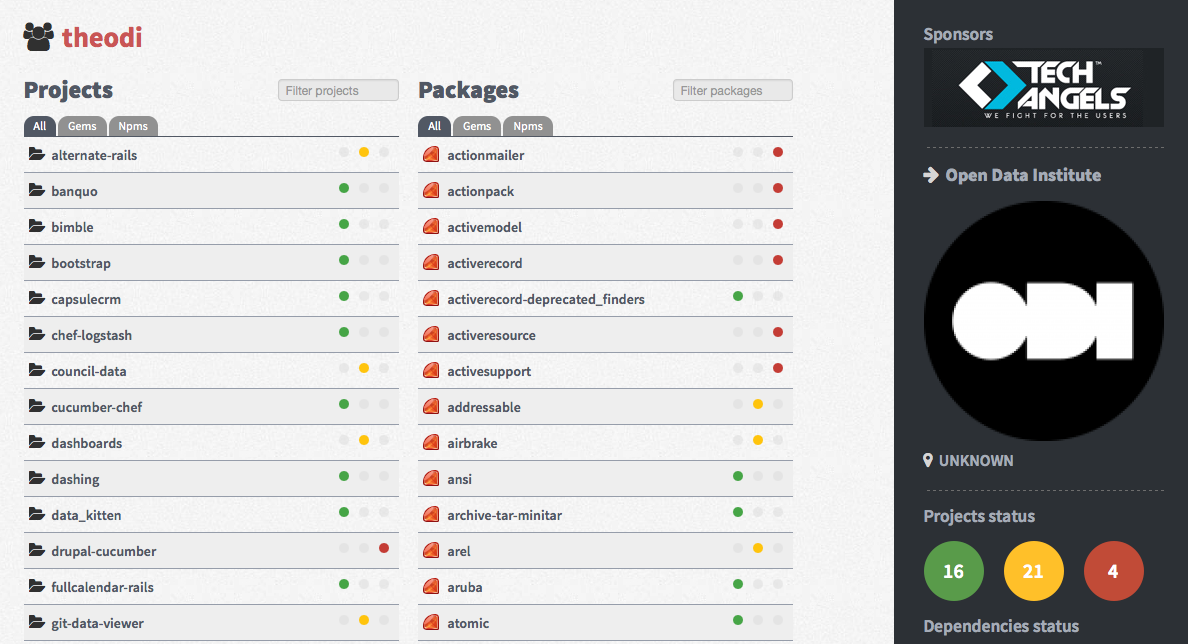 theodi
Projects
Filter projects
All
Gems
Npms
alternate-rails
banquo
bimble
bootstrap
capsulecrm
chef-logstash
council-data
cucumber-chef
dashboards
dashing
data_kitten
drupal-cucumber
fullcalendar-rails
git-data-viewer
Packages
Filter packages
All
Gems
Npms
actionmailer
actionpack
activemodel
activerecord
activerecord-deprecated_finders
activeresource
activesupport
addressable
airbrake
ansi
archive-tar-minitar
arel
aruba
atomic
Sponsors
TECH™
ANGELS
WE FIGHT FOR THE USERS
Open Data Institute
ODI
UNKNOWN
Projects status
16
21
4
Dependencies status